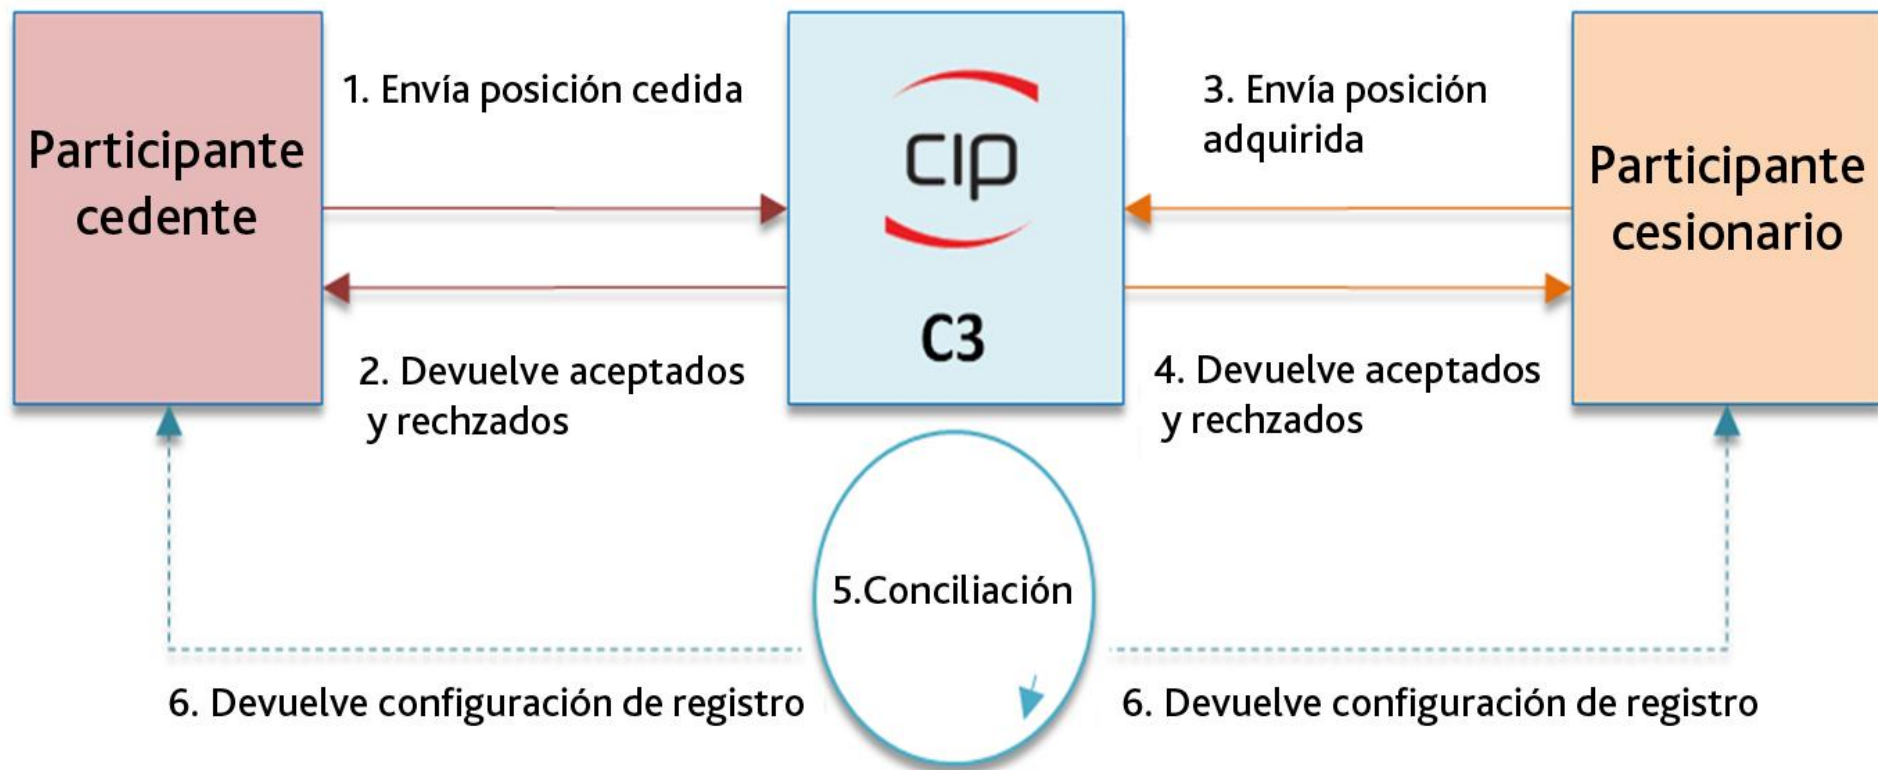 Participante
cedente
1. Envía posición cedida
2. Devuelve aceptados
y rechzados
cip
C3
3. Envía posición
adquirida
4. Devuelve aceptados
y rechzados
Participante
cesionario
5.Conciliación
6. Devuelve configuración de registro
6. Devuelve configuración de registro